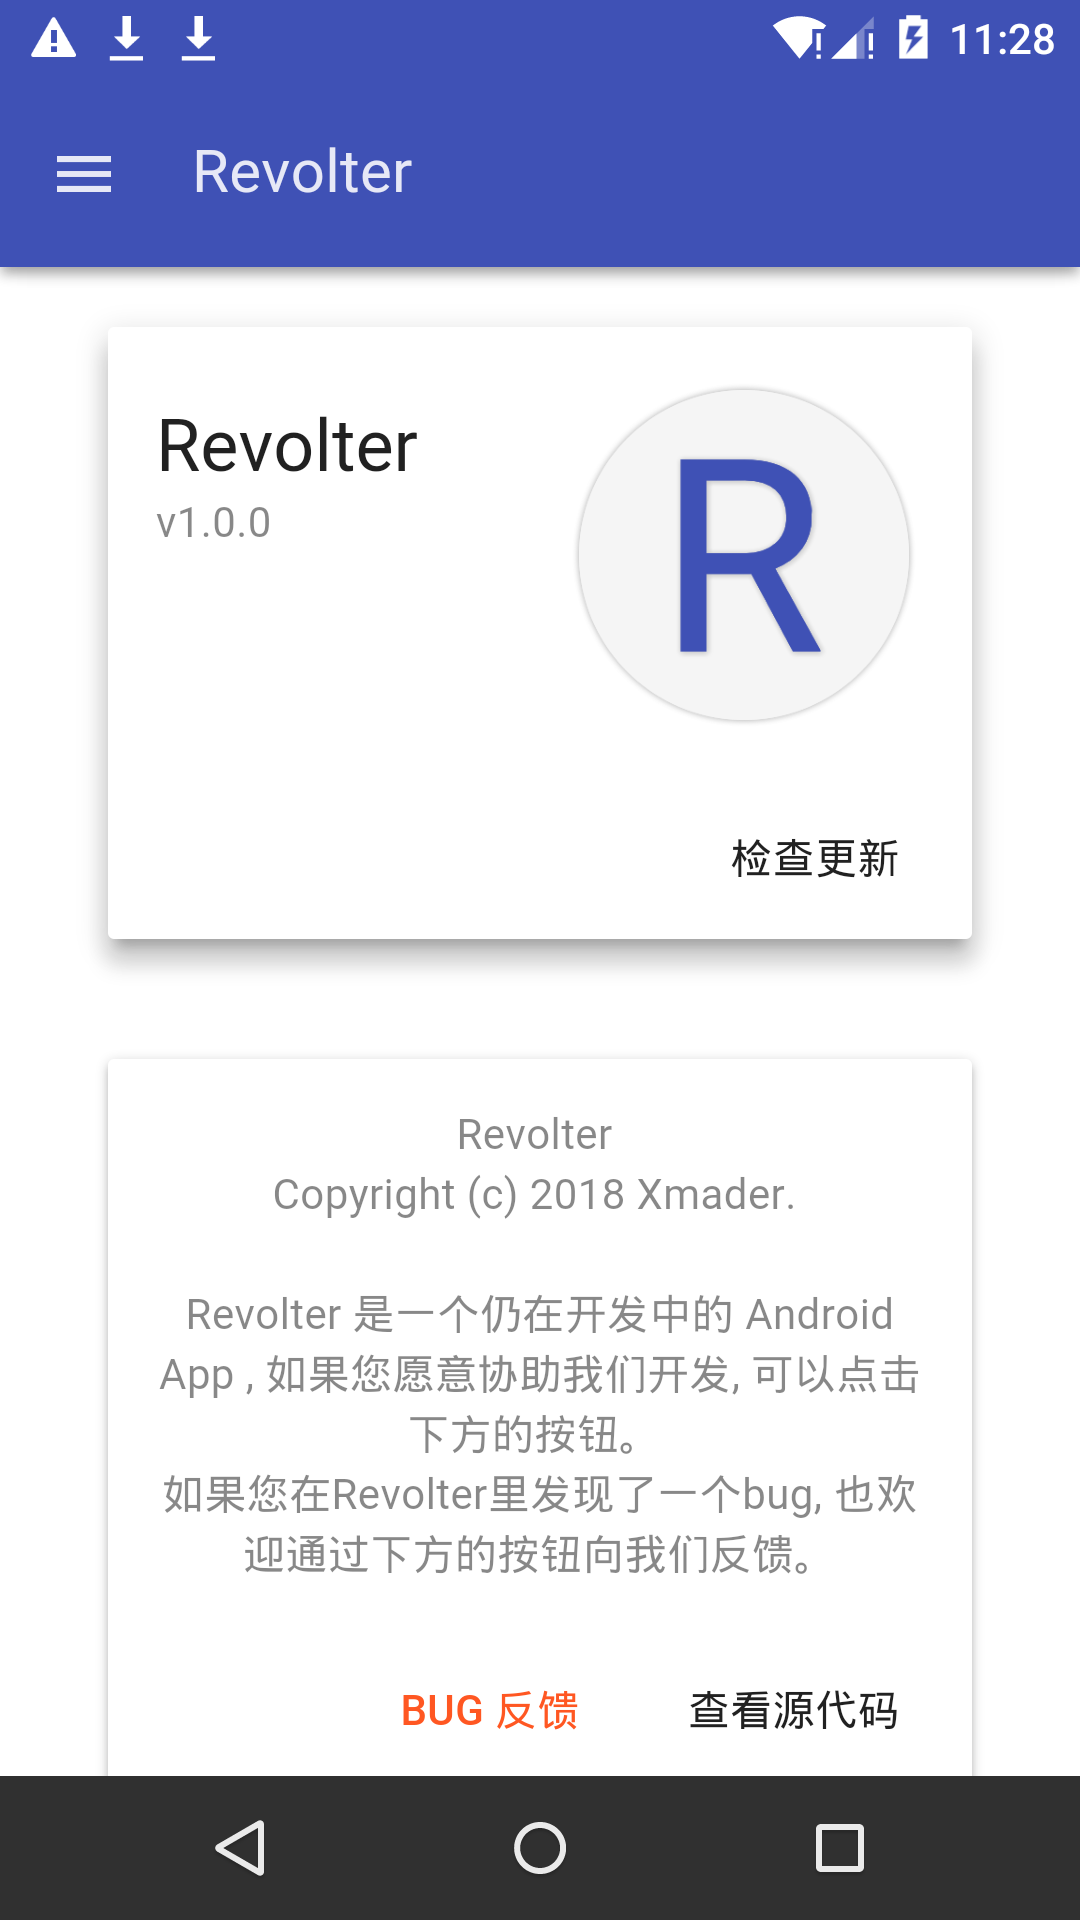 11:28
Revolter
Revolter
v1.0.0
R
检查更新
Revolter
Copyright (c) 2018 Xmader.
Revolter 是一个仍在开发中的 Android
App , 如果您愿意协助我们开发, 可以点击
下方的按钮。
如果您在Revolter里发现了一个bug, 也欢
迎通过下方的按钮向我们反馈。
BUG 反馈
查看源代码